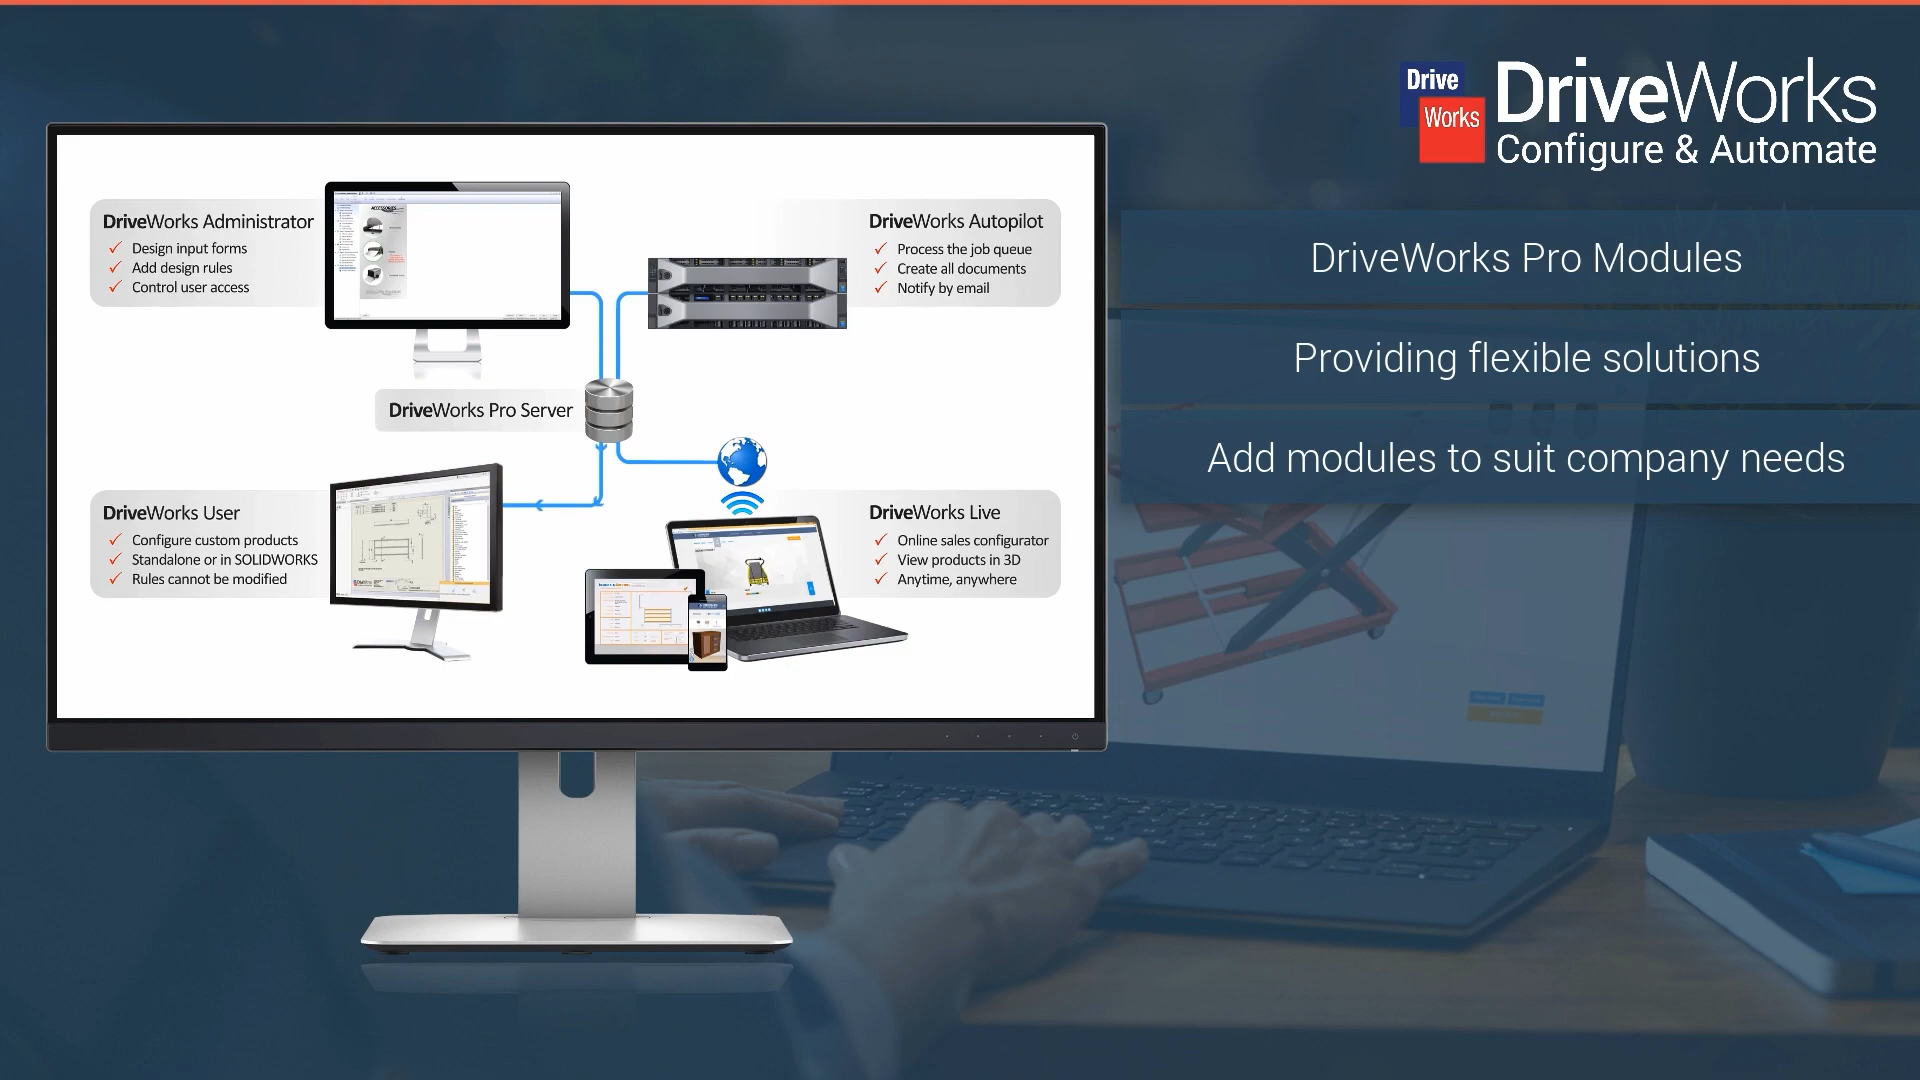 Drive
Works
DriveWorks
Configure & Automate
DriveWorks Pro Modules
Providing flexible solutions
Add modules to suit company needs
DriveWorks Administrator
Design input forms
Add design rules
Control user access
ACCESSORIES
DriveWorks Autopilot
Process the job queue
Create all documents
Notify by email
DriveWorks Pro Server
DriveWorks User
Configure custom products
Standalone or in SOLIDWORKS
Rules cannot be modified
DriveWorks Live
Online sales configurator
View products in 3D
Anytime, anywhere